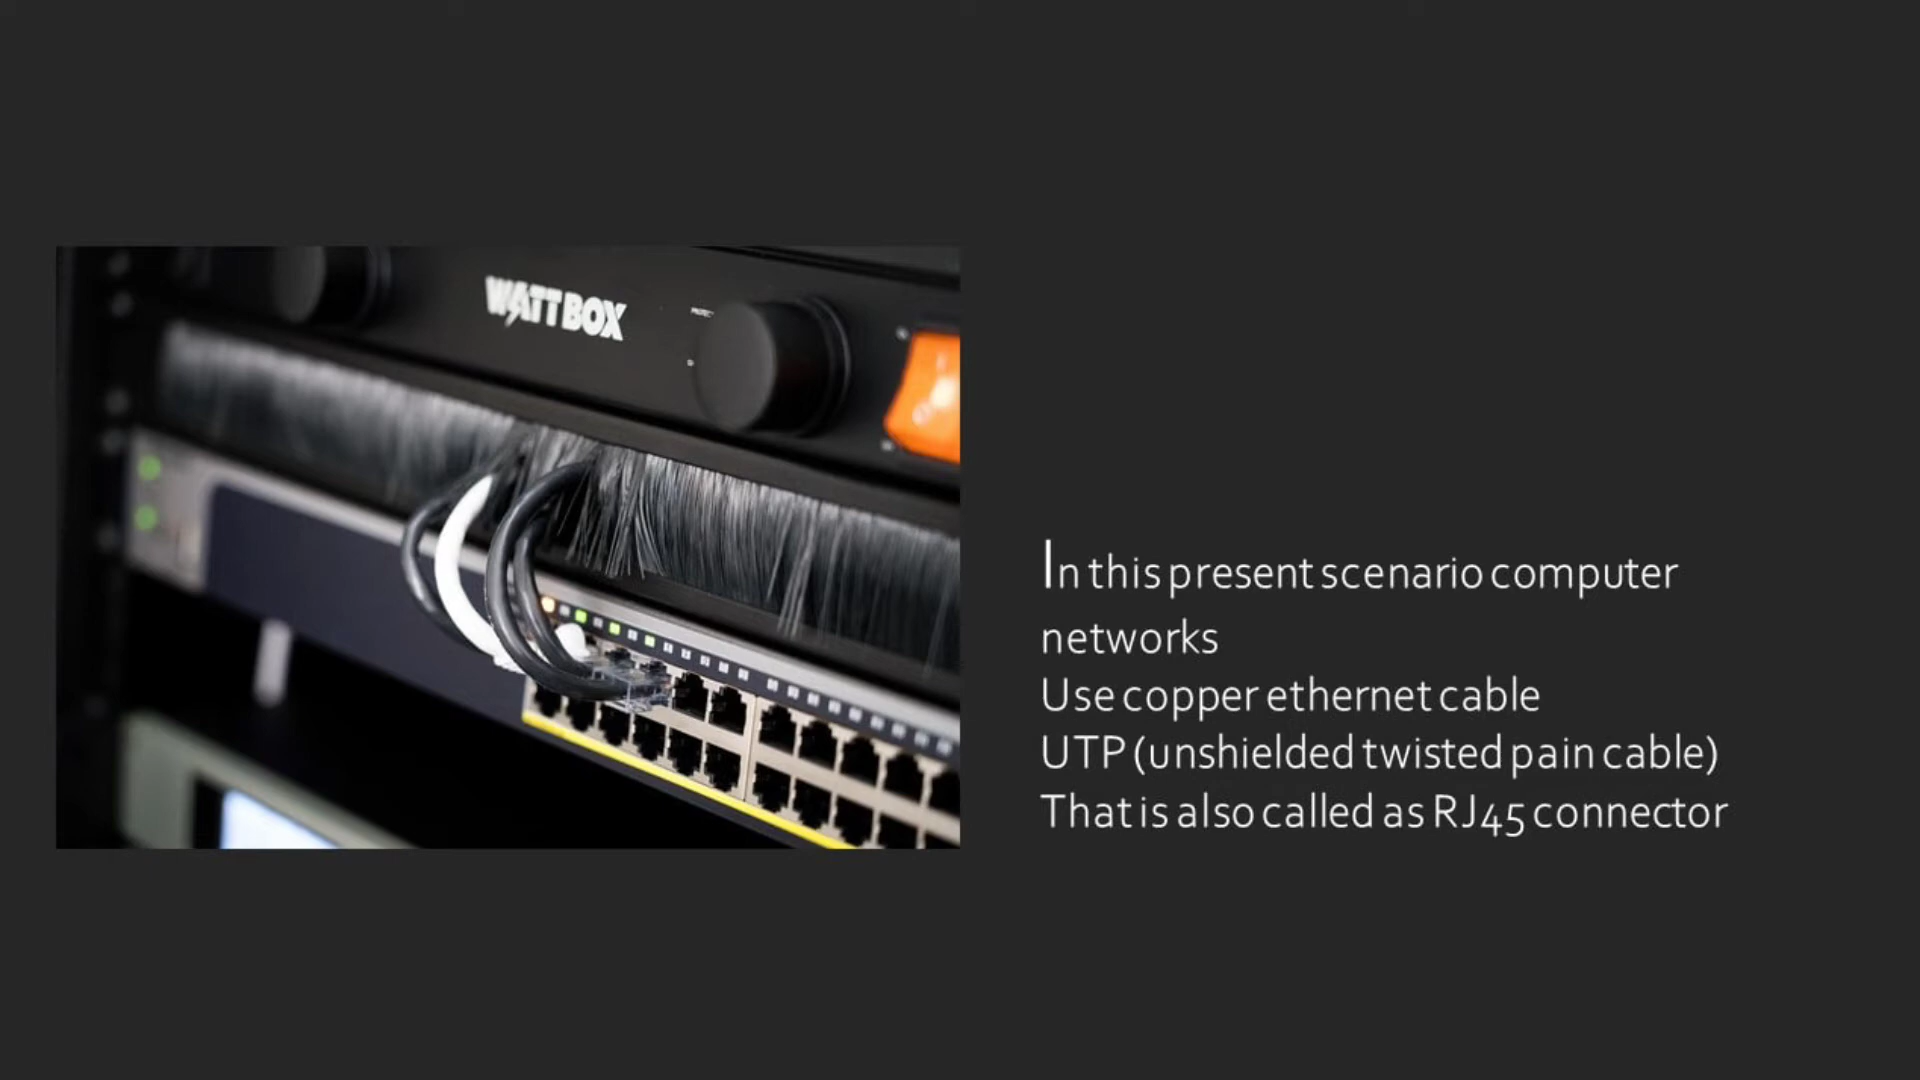 WATTBOX
In this present scenario computer
networks
Use copper ethernet cable
UTP (unshielded twisted pain cable)
That is also called as RJ45 connector